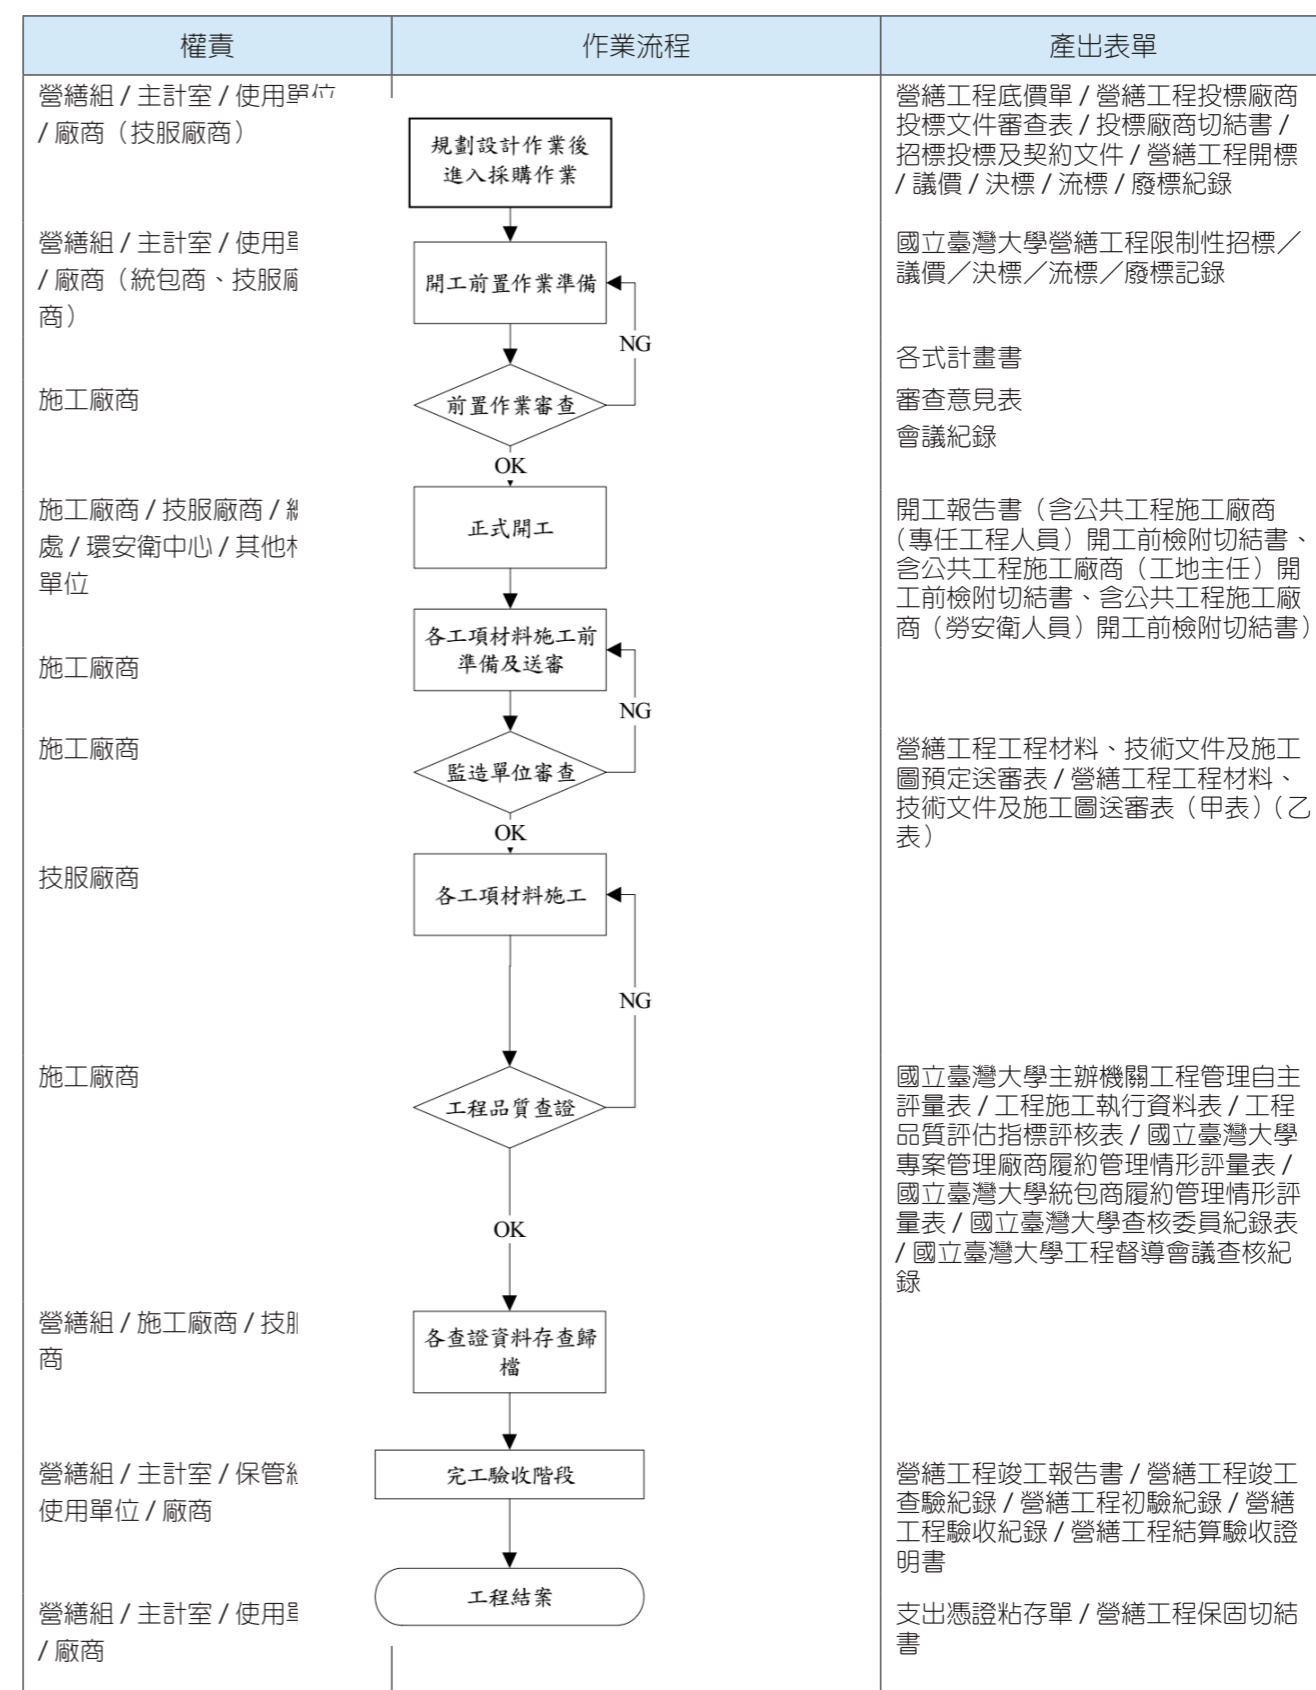 權責
作業流程
產出表單
營繕組 / 主計室 / 使用單位
/ 廠商（技服廠商）
規劃設計作業後
進入採購作業
營繕工程底價單 / 營繕工程投標廠商
投標文件審查表 / 投標廠商切結書 /
招標投標及契約文件 / 營繕工程開標
/ 議價 / 決標 / 流標 / 廢標紀錄
營繕組 / 主計室 / 使用
/ 廠商（統包商、技服廠
商）
開工前置作業準備
NG
國立臺灣大學營繕工程限制性招標／
議價／決標／流標／廢標記錄
施工廠商
前置作業審查
OK
各式計畫書
審查意見表
會議紀錄
施工廠商 / 技服廠商 /
處 / 環安衛中心 / 其他
單位
正式開工
開工報告書（含公共工程施工廠商
（專任工程人員）開工前檢附切結書、
含公共工程施工廠商（工地主任）開
工前檢附切結書、含公共工程施工廠
商（勞安衛人員）開工前檢附切結書）
施工廠商
各工項材料施工前
準備及送審
NG
施工廠商
監造單位審查
OK
營繕工程工程材料、技術文件及施工
圖預定送審表 / 營繕工程工程材料、
技術文件及施工圖送審表（甲表）（乙
表）
技服廠商
各工項材料施工
NG
施工廠商
工程品質查證
OK
國立臺灣大學主辦機關工程管理自主
評量表 / 工程施工執行資料表 / 工程
品質評估指標評核表 / 國立臺灣大學
專案管理廠商履約管理情形評量表 /
國立臺灣大學統包商履約管理情形評
量表 / 國立臺灣大學查核委員紀錄表
/ 國立臺灣大學工程督導會議查核紀
錄
營繕組 / 施工廠商 / 技
商
各查證資料存查歸
檔
營繕組 / 主計室 / 保管
使用單位 / 廠商
完工驗收階段
營繕工程竣工報告書 / 營繕工程竣工
查驗紀錄 / 營繕工程初驗紀錄 / 營繕
工程驗收紀錄 / 營繕工程結算驗收證
明書
營繕組 / 主計室 / 使用
/ 廠商
工程結案
支出憑證粘存單 / 營繕工程保固切結
書